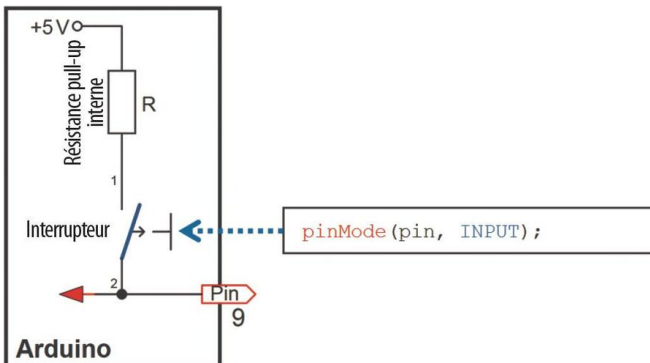 +5V
Résistance pull-up
interne
R
1
Interrupteur
pinMode(pin, INPUT);
2
Pin
9
Arduino